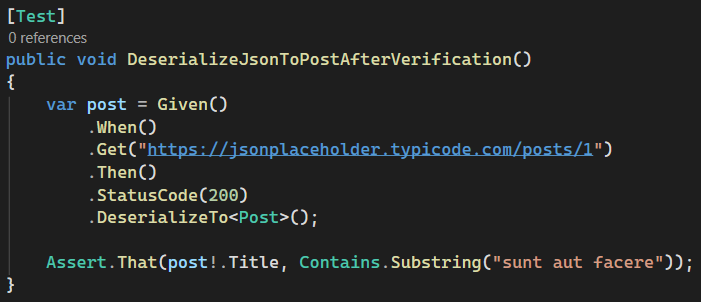 [Test]
0 references
public void DeserializeJsonToPostAfterVerification()
{
    var post = Given()
        .When()
        .Get("https://jsonplaceholder.typicode.com/posts/1")
        .Then()
        .StatusCode(200)
        .DeserializeTo<Post>();
    Assert.That(post!.Title, Contains.Substring("sunt aut facere"));
}